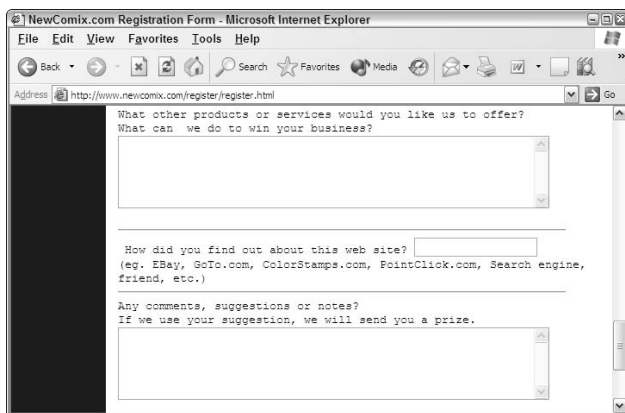 NewComix.com Registration Form - Microsoft Internet Explorer
File Edit View Favorites Tools Help
Back Search Favorites Media W »
Address http://www.newcomix.com/register/register.html Go
What other products or services would you like us to offer?
What can we do to win your business?
How did you find out about this web site?
(eg. EBay, GoTo.com, ColorStamps.com, PointClick.com, Search engine,
friend, etc.)
Any comments, suggestions or notes?
If we use your suggestion, we will send you a prize.